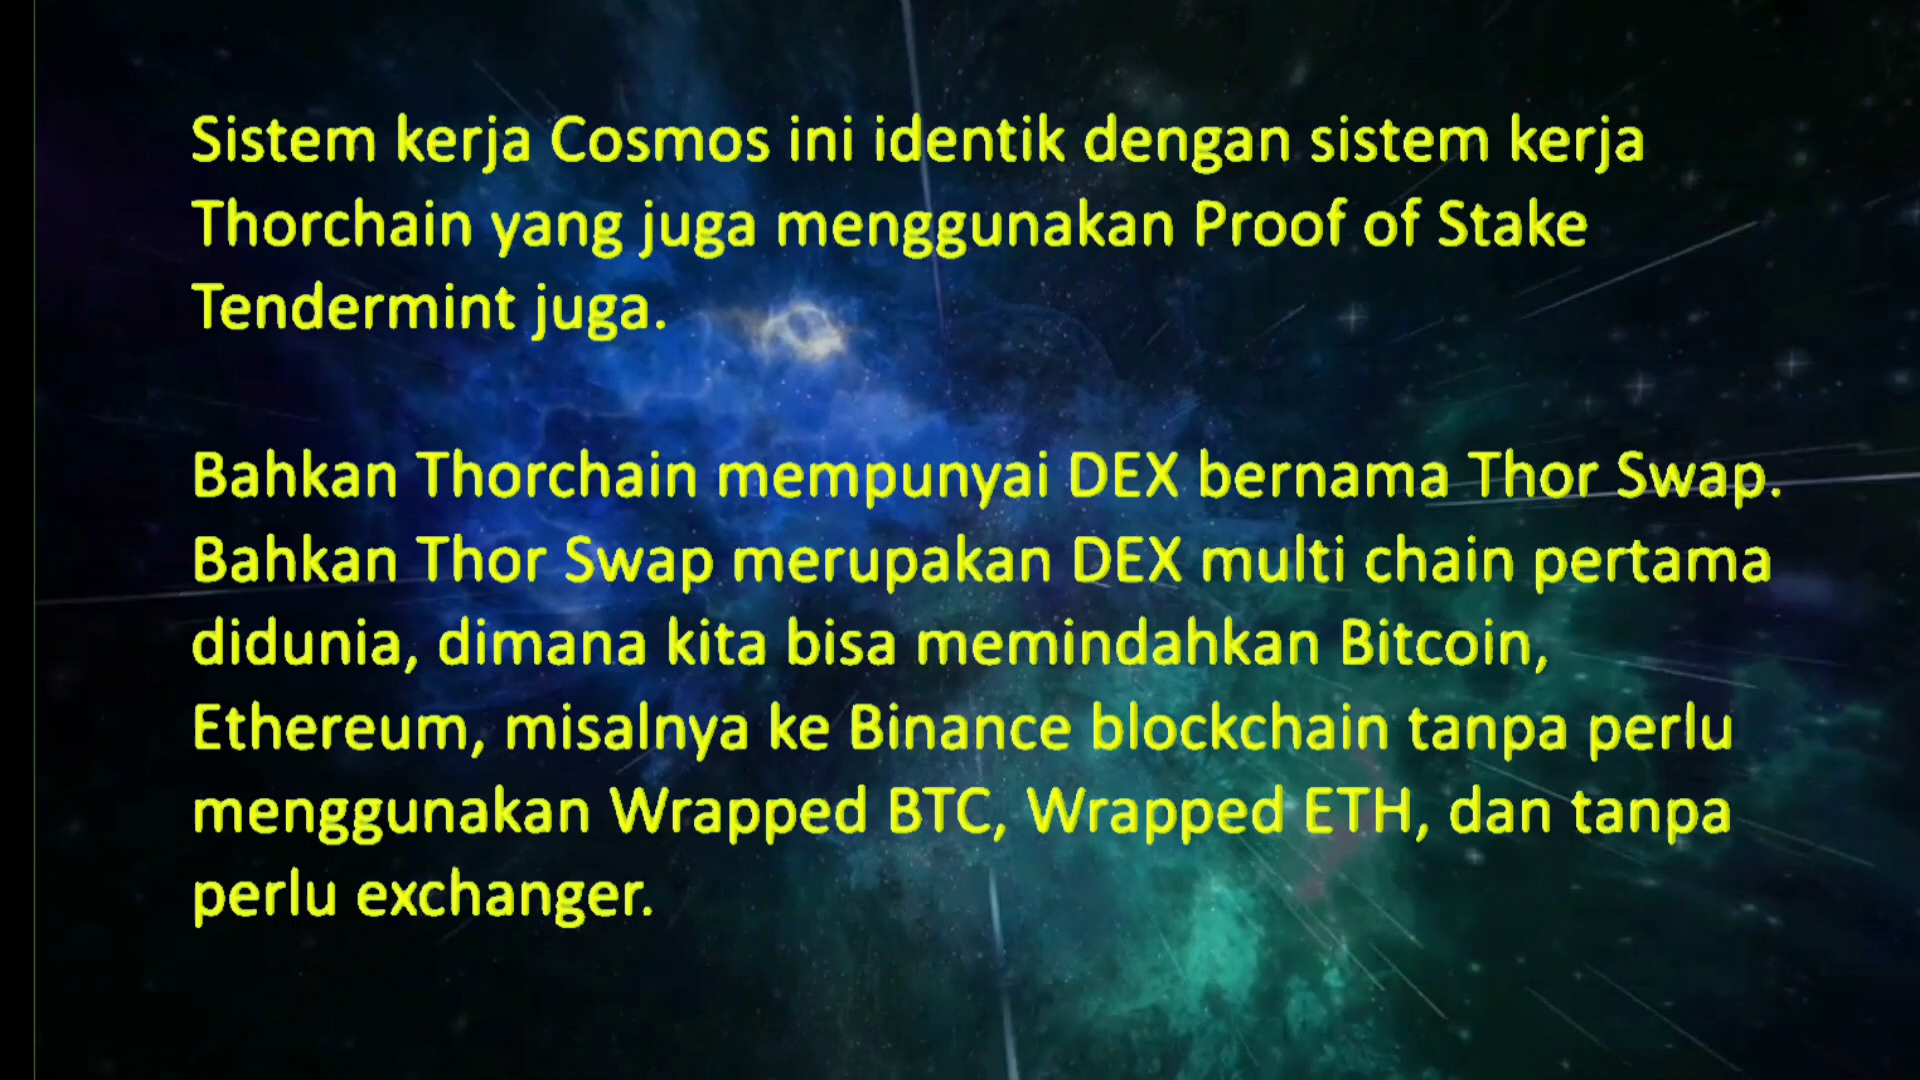 Sistem kerja Cosmos ini identik dengan sistem kerja
Thorchain yang juga menggunakan Proof of Stake
Tendermint juga.
Bahkan Thorchain mempunyai DEX bernama Thor Swap.
Bahkan Thor Swap merupakan DEX multi chain pertama
didunia, dimana kita bisa memindahkan Bitcoin,
Ethereum, misalnya ke Binance blockchain tanpa perlu
menggunakan Wrapped BTC, Wrapped ETH, dan tanpa
perlu exchanger.